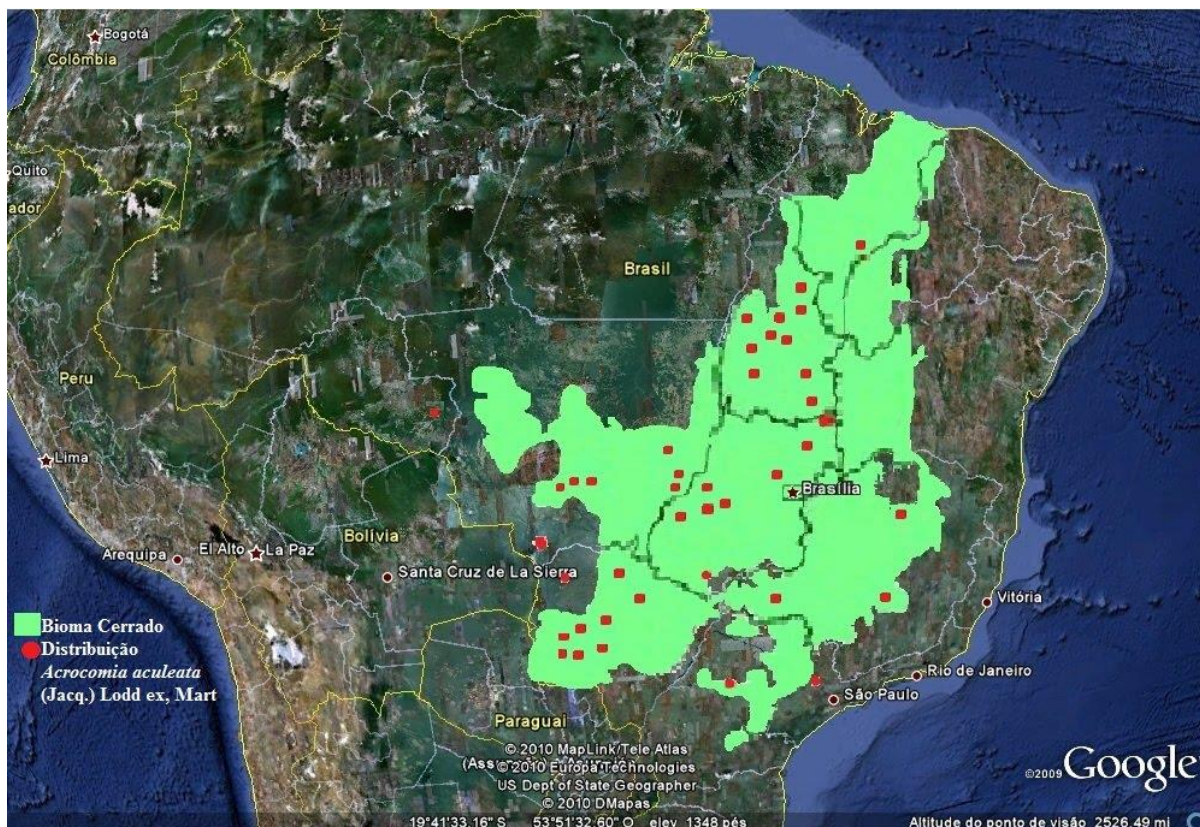 Bogotá
Colômbia
Quito
ador
Brasil
Peru
Lima
Brasília
Bolívia
Arequipa
El Alto
La Paz
Santa Cruz de La Sierra
Vitória
Bioma Cerrado
Distribuição
Acrocomia aculeata
(Jacq.) Lodd ex, Mart
Rio de Janeiro
São Paulo
Paraguai
© 2010 MapLink/Tele Atlas
© 2010 Europa Technologies
US Dept of State Geographer
© 2010 DMapas
©2009 Google
19°41'33.16" S 53°51'32.60" O elev 1348 pés
Altitude do ponto de visão 2526.49 mi